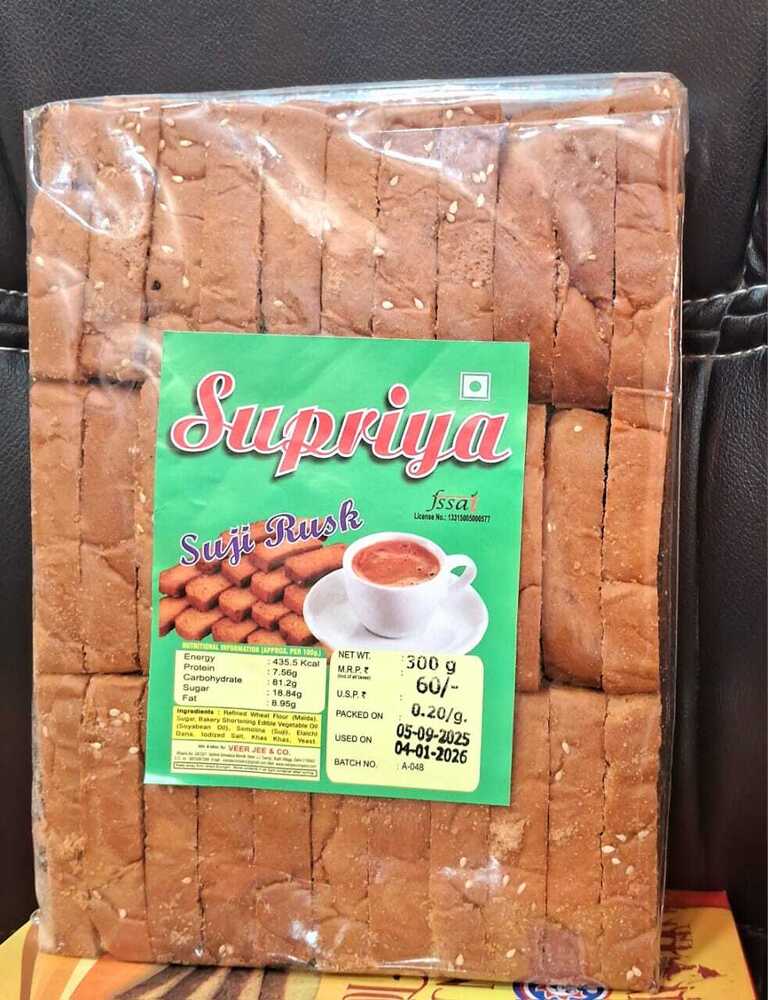 Supriya
fssai
License No.: 13315005000577
Suji Rusk
NUTRITIONAL INFORMATION (APPROX. PER 100g.)
Energy : 435.5 Kcal
Protein : 7.56g
Carbohydrate : 81.2g
Sugar : 18.84g
Fat : 8.95g
Ingredients : Refined Wheat Flour (Maida),
Sugar, Bakery Shortening Edible Vegetable Oil
(Soyabean Oil), Semolina (Suji), Elaichi
Dana, Iodized Salt, Khas Khas, Yeast
VEER JEE & CO.
NET WT. : 300 g
M.R.P. ₹ : 60/-
U.S.P. ₹ : 0.20/g.
PACKED ON : 05-09-2025
USED ON : 04-01-2026
BATCH NO. : A-048